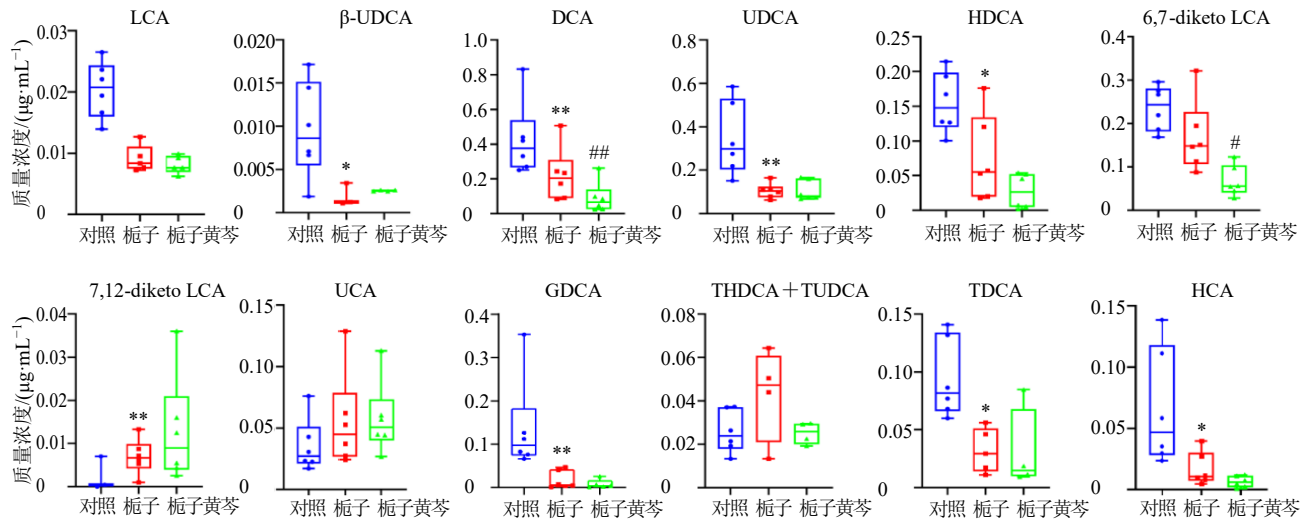 LCA
β-UDCA
DCA
UDCA
HDCA
6,7-diketo LCA
质量浓度/(μg·mL−1)
0.03
0.02
0.01
0
对照 栀子 栀子黄芩
0.020
0.015
0.010
0.005
0
*
对照 栀子 栀子黄芩
1.0
0.8
0.6
0.4
0.2
0
**
##
对照 栀子 栀子黄芩
0.8
0.6
0.4
0.2
0
**
对照 栀子 栀子黄芩
0.25
0.20
0.15
0.10
0.05
0
*
对照 栀子 栀子黄芩
0.4
0.3
0.2
0.1
0
#
对照 栀子 栀子黄芩
7,12-diketo LCA
UCA
GDCA
THDCA+TUDCA
TDCA
HCA
质量浓度/(μg·mL−1)
0.04
0.03
0.02
0.01
0
**
对照 栀子 栀子黄芩
0.15
0.10
0.05
0
对照 栀子 栀子黄芩
0.4
0.3
0.2
0.1
0
**
对照 栀子 栀子黄芩
0.08
0.06
0.04
0.02
0
对照 栀子 栀子黄芩
0.15
0.10
0.05
0
*
对照 栀子 栀子黄芩
0.15
0.10
0.05
0
*
对照 栀子 栀子黄芩